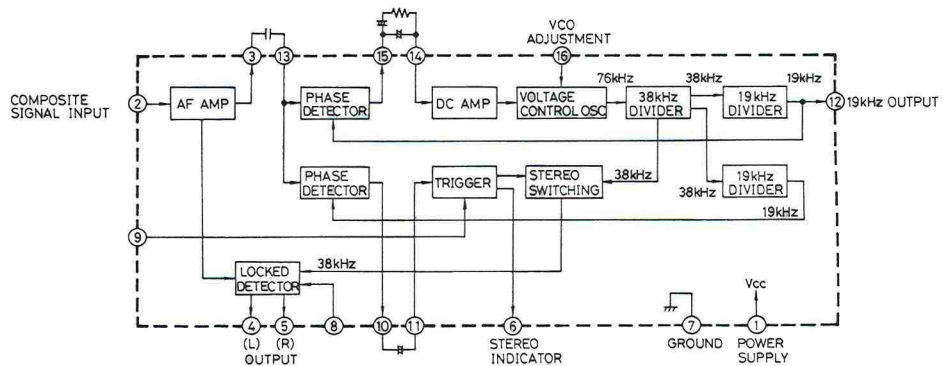 VCO
ADJUSTMENT
3
13
15
14
16
76kHz
38kHz
19kHz
COMPOSITE
SIGNAL INPUT
2
AF AMP
PHASE
DETECTOR
DC AMP
VOLTAGE
CONTROL OSC
38kHz
DIVIDER
19kHz
DIVIDER
12
19kHz OUTPUT
PHASE
DETECTOR
TRIGGER
STEREO
SWITCHING
38kHz
38kHz
19kHz
DIVIDER
19kHz
9
LOCKED
DETECTOR
38kHz
Vcc
4
5
8
10
11
6
7
1
(L)
(R)
OUTPUT
STEREO
INDICATOR
GROUND
POWER
SUPPLY